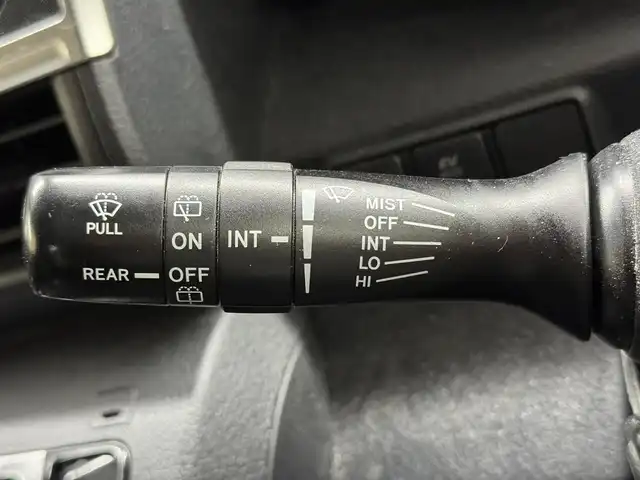 PULL
REAR
ON
OFF
INT
MIST
OFF
INT
LO
HI